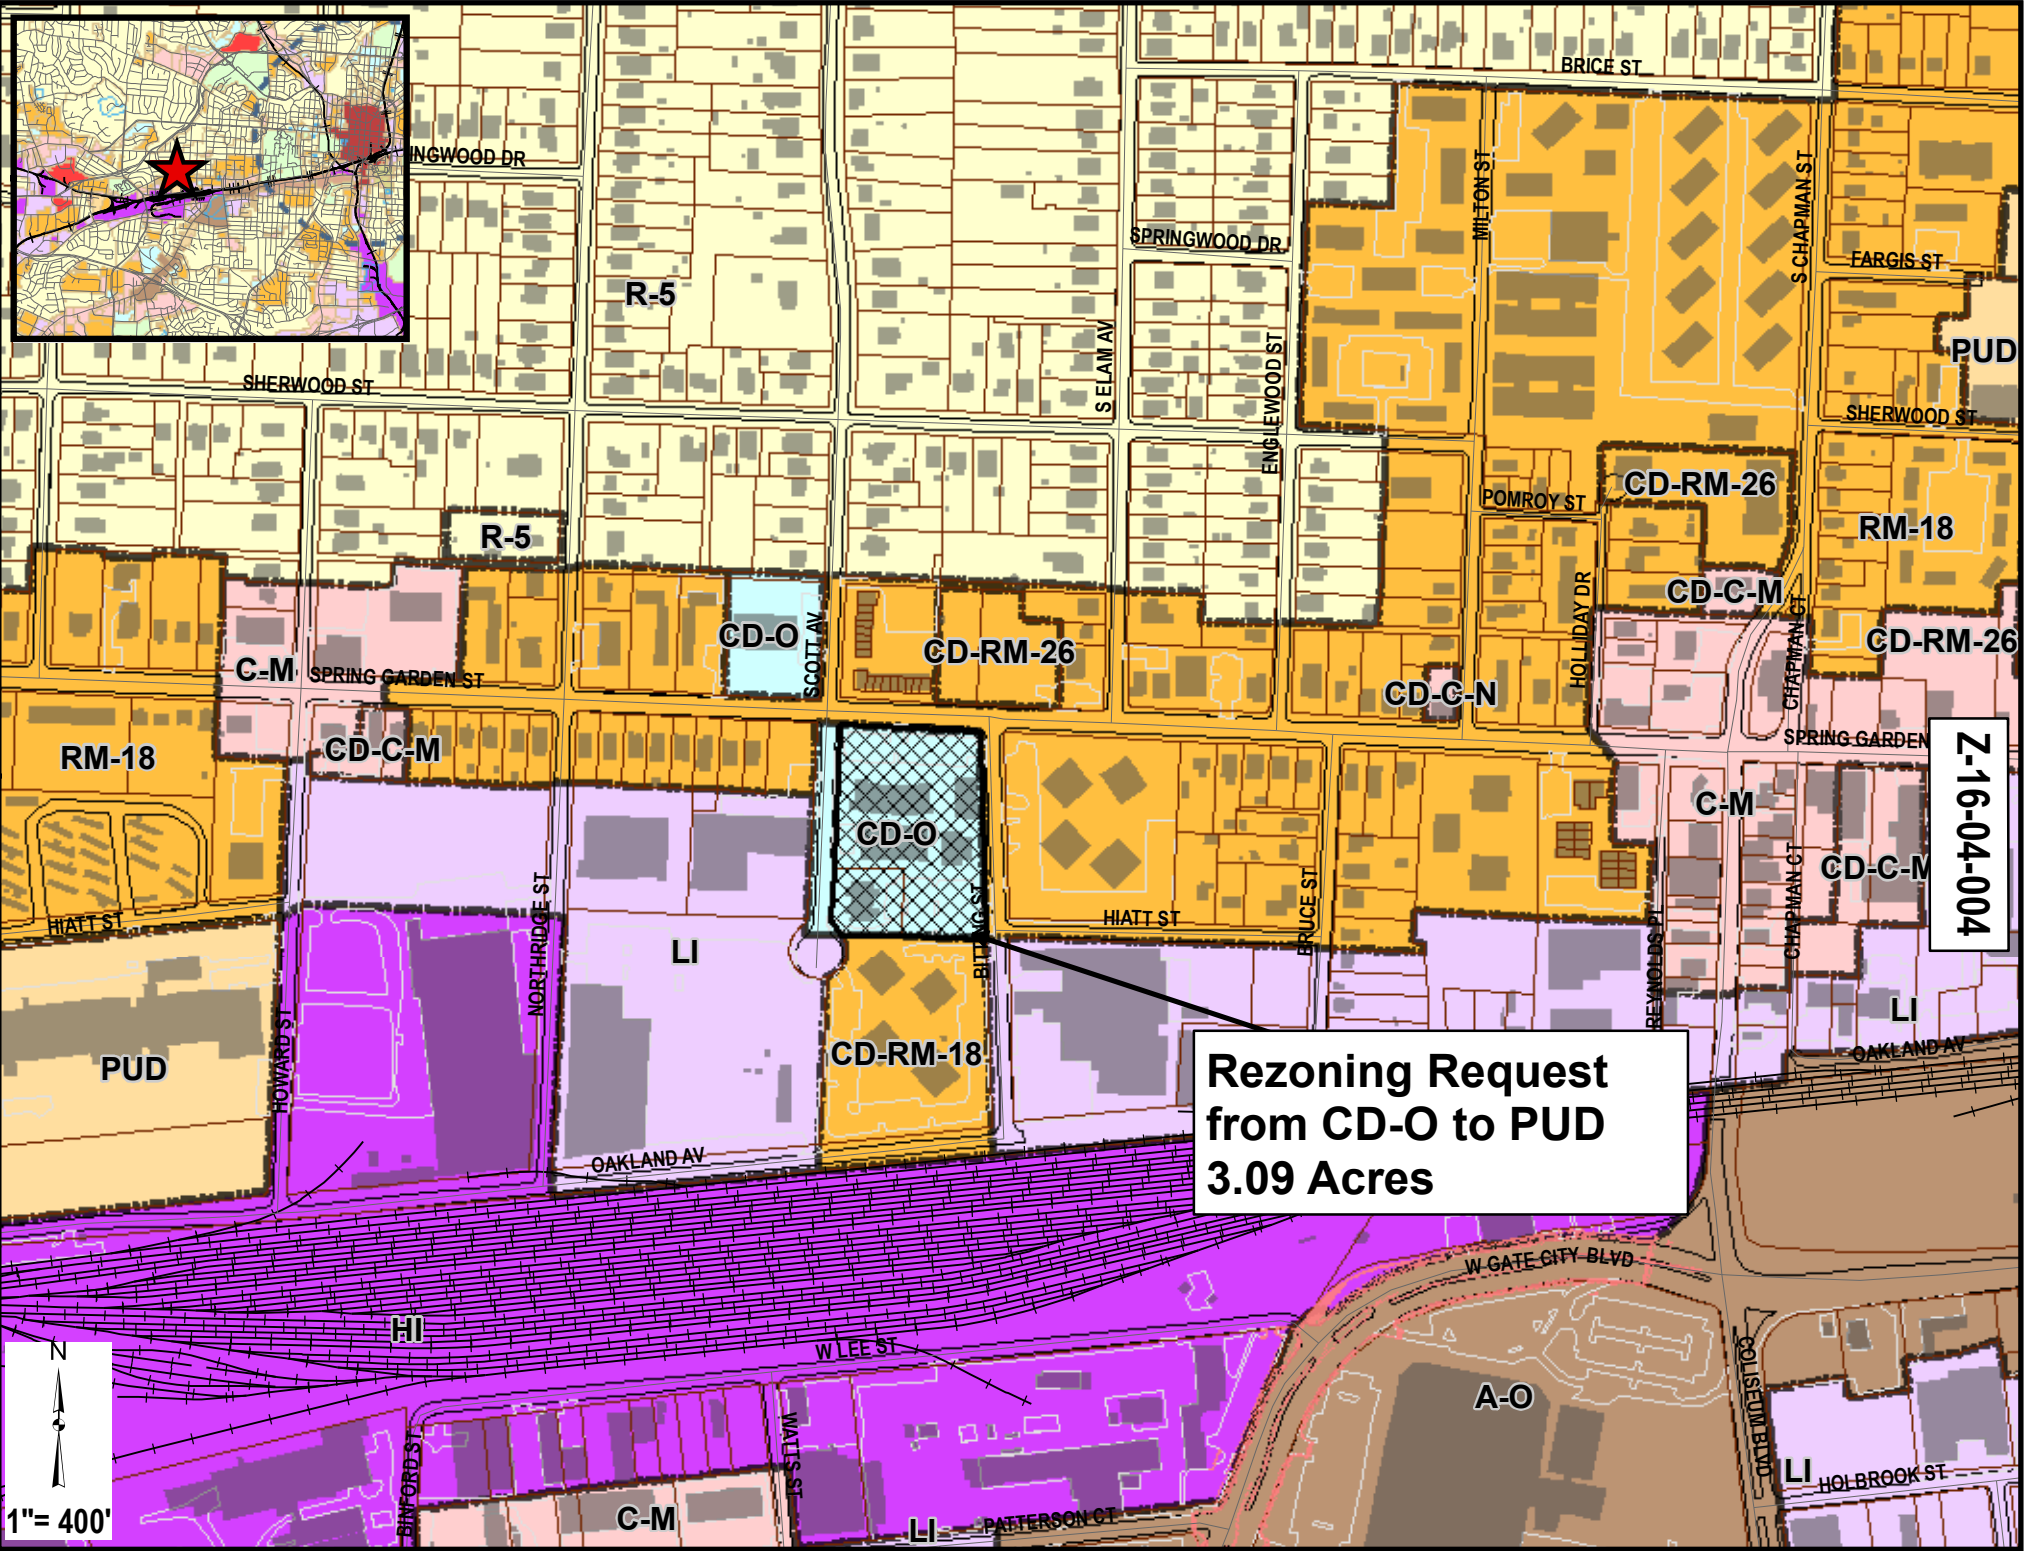 BRICE ST
INGWOOD DR
MILTON ST
S CHAPMAN ST
SPRINGWOOD DR
FARGIS ST
R-5
PUD
S ELAM AV
ENGLEWOOD ST
SHERWOOD ST
SHERWOOD ST
CD-RM-26
POMROY ST
RM-18
R-5
CD-C-M
HOLLIDAY DR
CHAPMAN CT
CD-O
SCOTT AV
CD-RM-26
CD-RM-26
C-M
SPRING GARDEN ST
CD-C-N
RM-18
CD-C-M
SPRING GARDEN
Z-16-04-004
C-M
CD-O
CD-C-M
HIATT ST
NORTHRIDGE ST
LI
BITTING ST
HIATT ST
BRUCE ST
REYNOLDS PL
CHAPMAN CT
LI
PUD
HOWARD ST
CD-RM-18
OAKLAND AV
OAKLAND AV
Rezoning Request
from CD-O to PUD
3.09 Acres
W GATE CITY BLVD
HI
W LEE ST
N
1"= 400'
BINFORD ST
WATTS ST
A-O
COLISEUM BLVD
LI
HOLBROOK ST
C-M
LI
PATTERSON CT